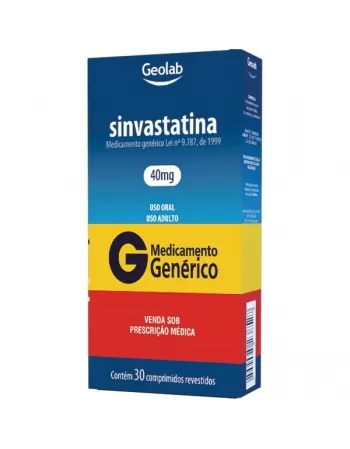 Geolab
sinvastatina
Medicamento genérico Lei nº 9.787, de 1999
40mg
USO ORAL
USO ADULTO
G Medicamento
Genérico
VENDA SOB
PRESCRIÇÃO MÉDICA
Contém 30 comprimidos revestidos